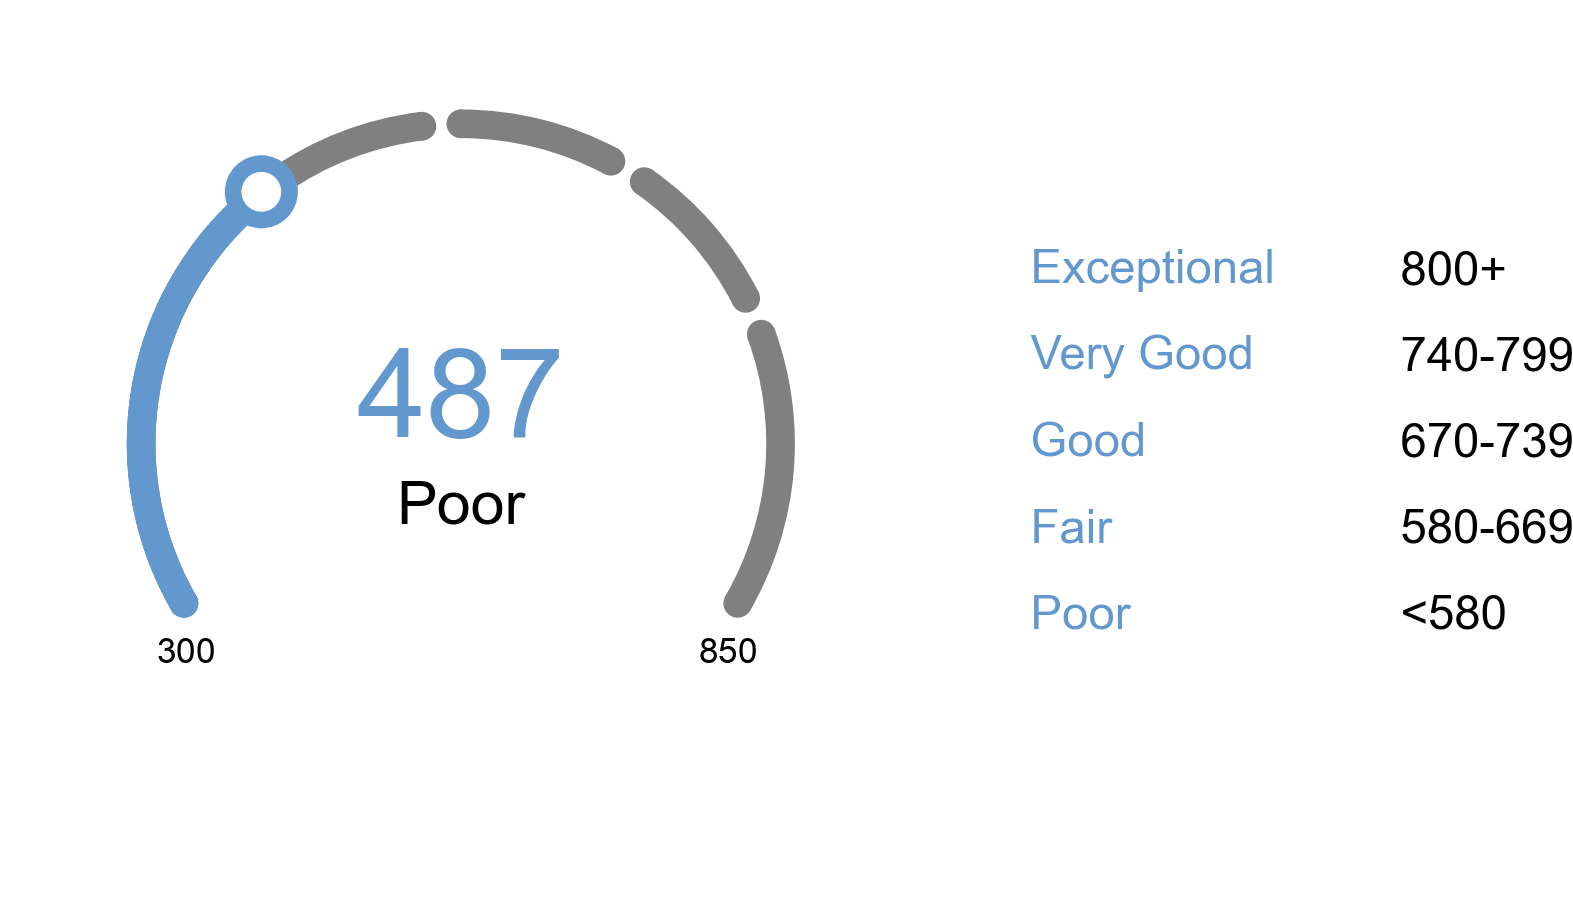 487
Poor
300
850
Exceptional 800+
Very Good 740-799
Good 670-739
Fair 580-669
Poor <580